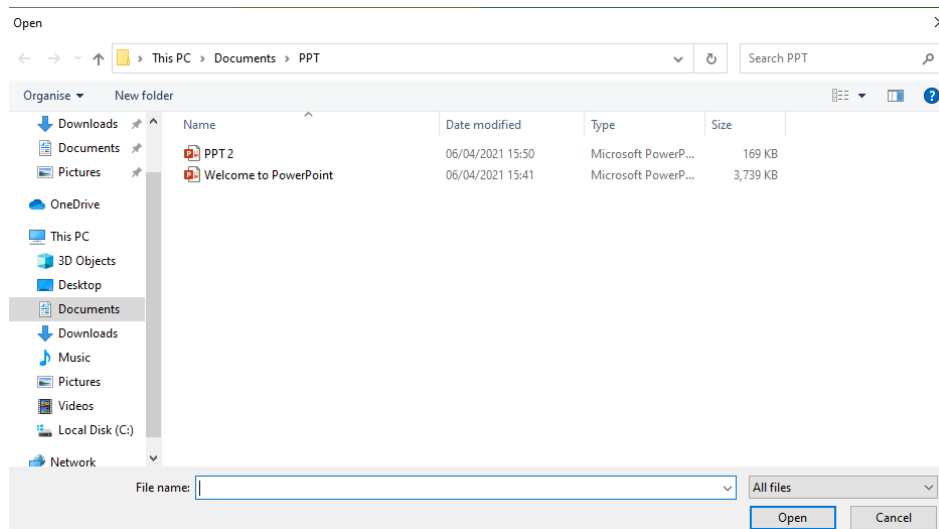 Open
This PC > Documents > PPT
Search PPT
Organise
New folder
Downloads
Documents
Pictures
OneDrive
This PC
3D Objects
Desktop
Documents
Downloads
Music
Pictures
Videos
Local Disk (C:)
Network
Name Date modified Type Size
PPT 2 06/04/2021 15:50 Microsoft PowerP... 169 KB
Welcome to PowerPoint 06/04/2021 15:41 Microsoft PowerP... 3,739 KB
File name:
All files
Open
Cancel